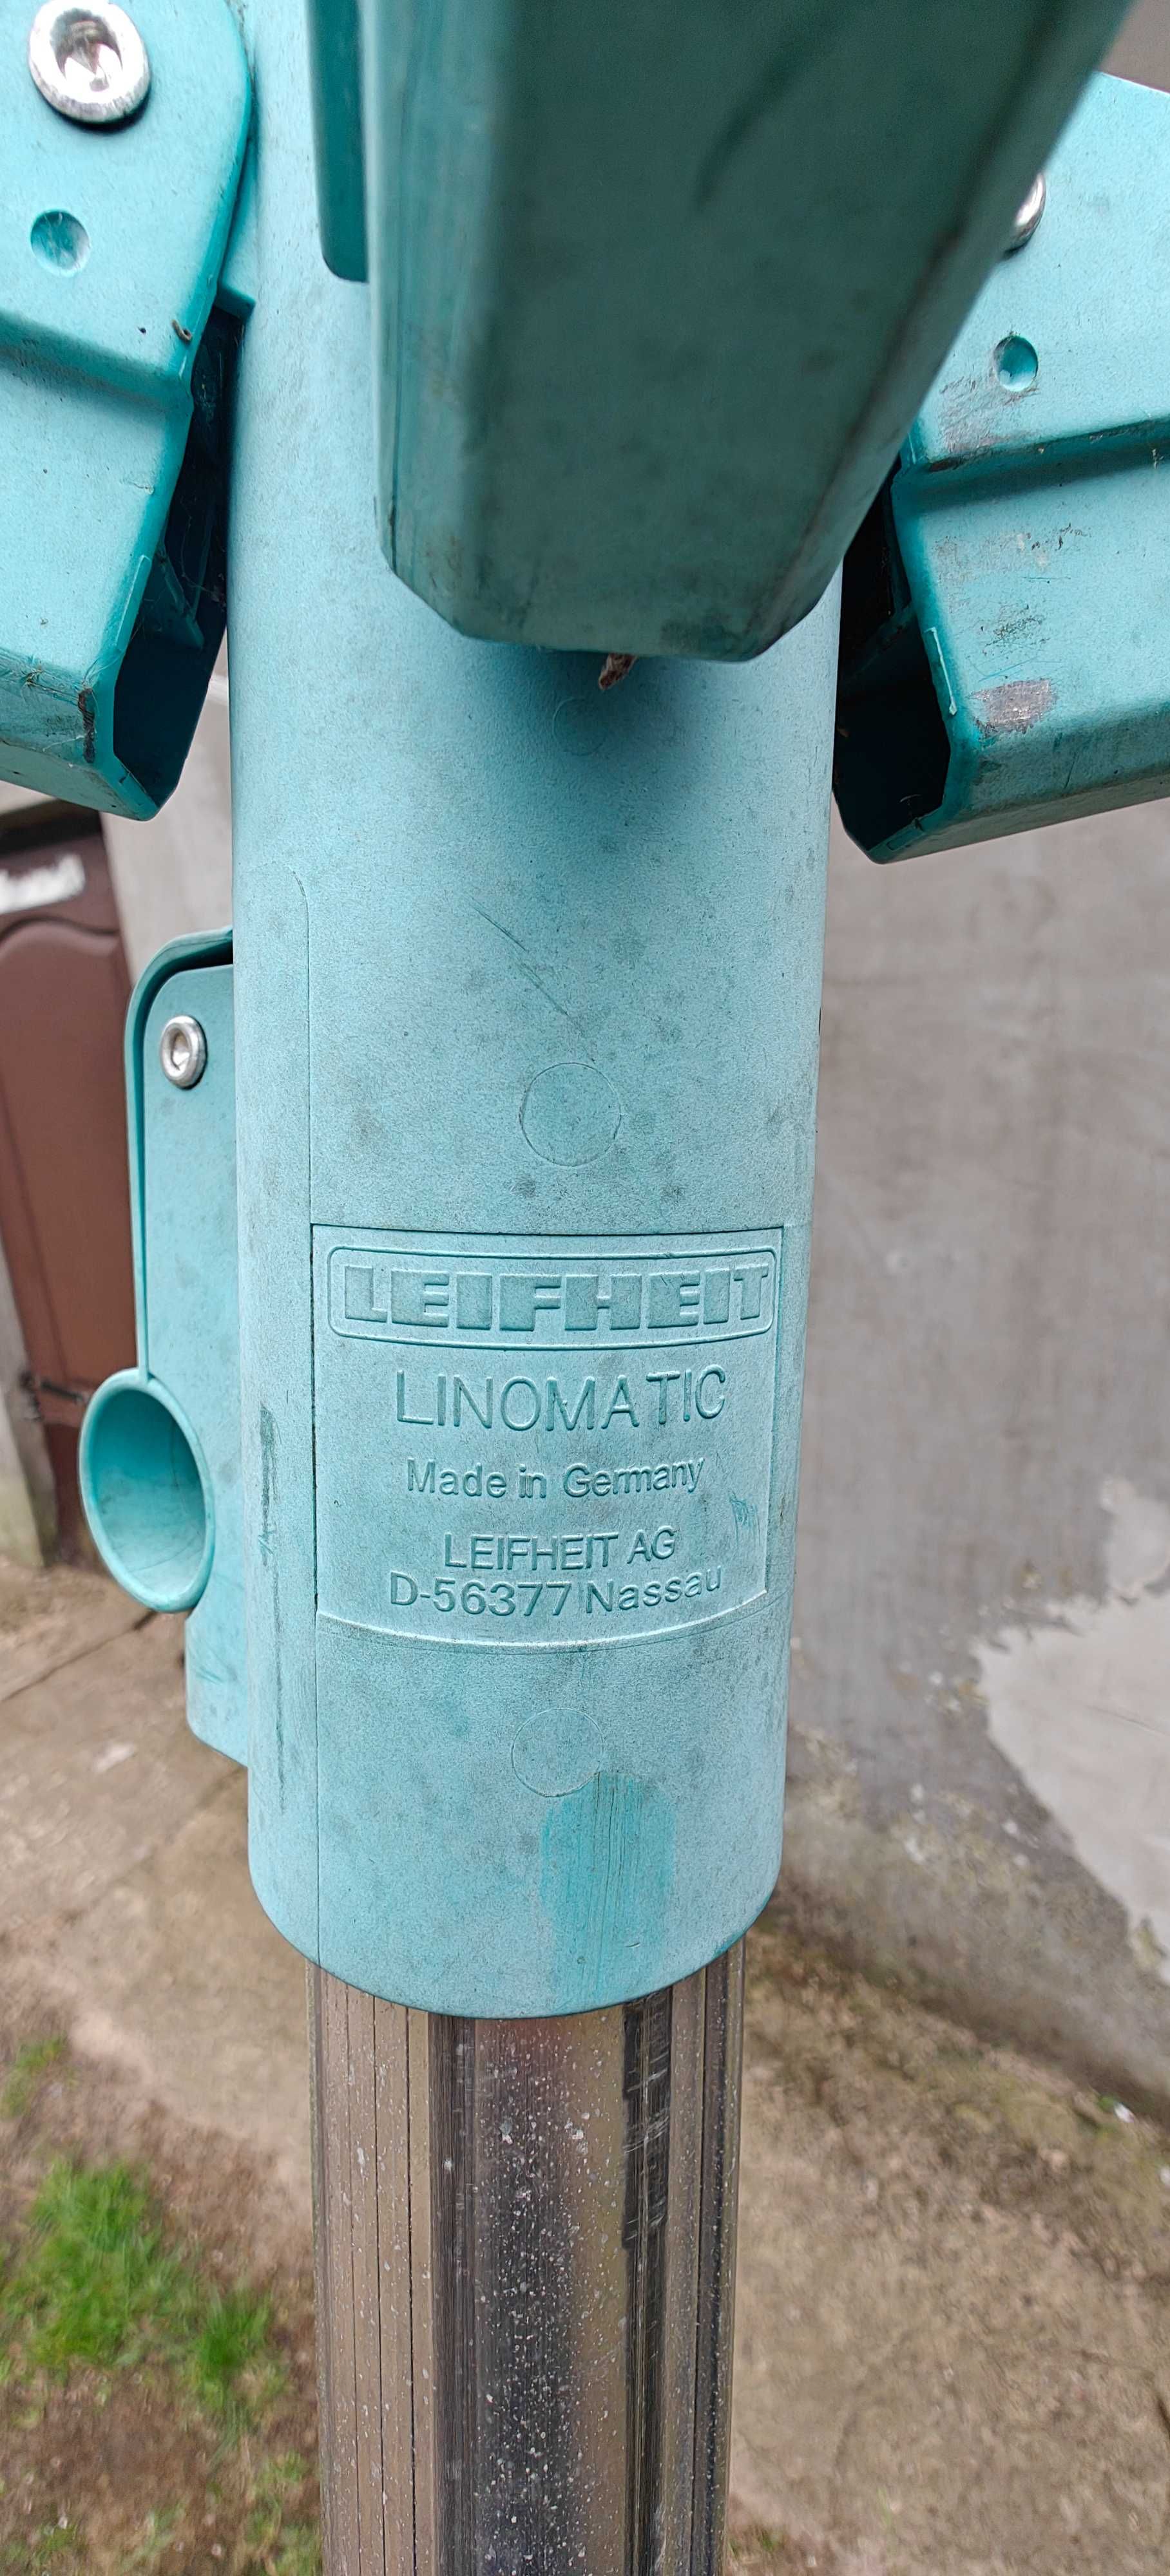 LEIFHEIT
LINOMATIC
Made in Germany
LEIFHEIT AG
D-56377 Nassau